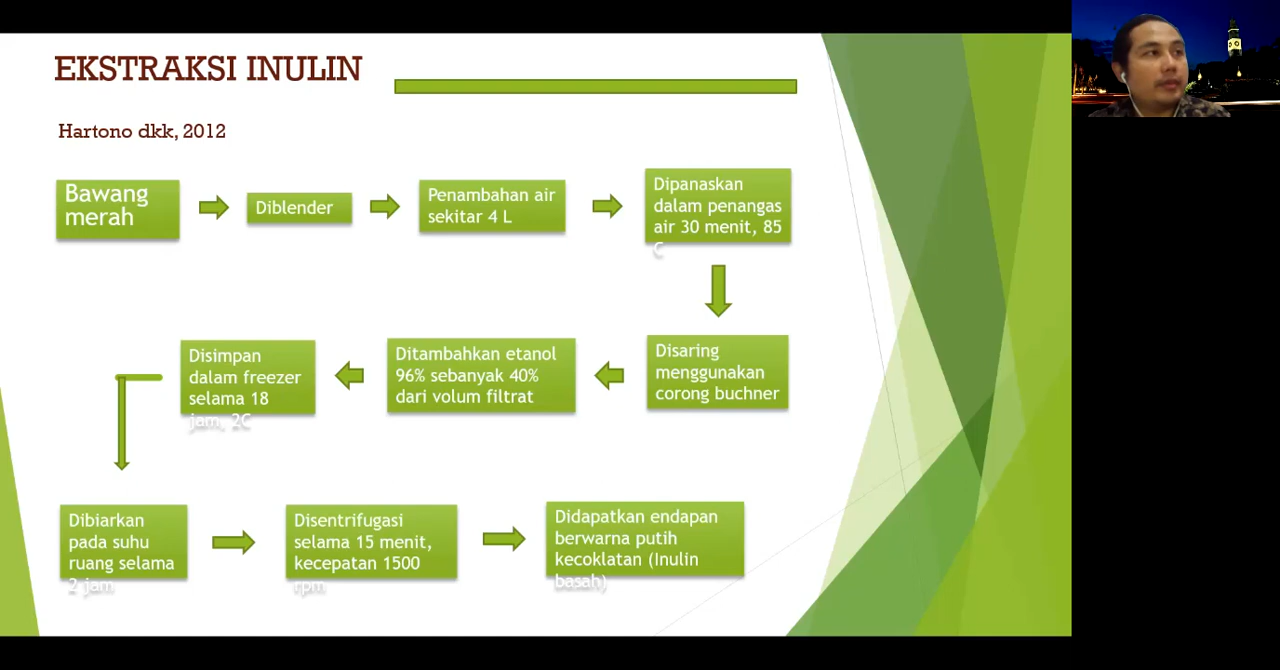 EKSTRAKSI INULIN
Hartono dkk, 2012
Bawang
merah
Diblender
Penambahan air
sekitar 4 L
Dipanaskan
dalam penangas
air 30 menit, 85
C
Disaring
menggunakan
corong buchner
Ditambahkan etanol
96% sebanyak 40%
dari volum filtrat
Disimpan
dalam freezer
selama 18
jam, 2C
Dibiarkan
pada suhu
ruang selama
2 jam
Disentrifugasi
selama 15 menit,
kecepatan 1500
rpm
Didapatkan endapan
berwarna putih
kecoklatan (Inulin
basah)